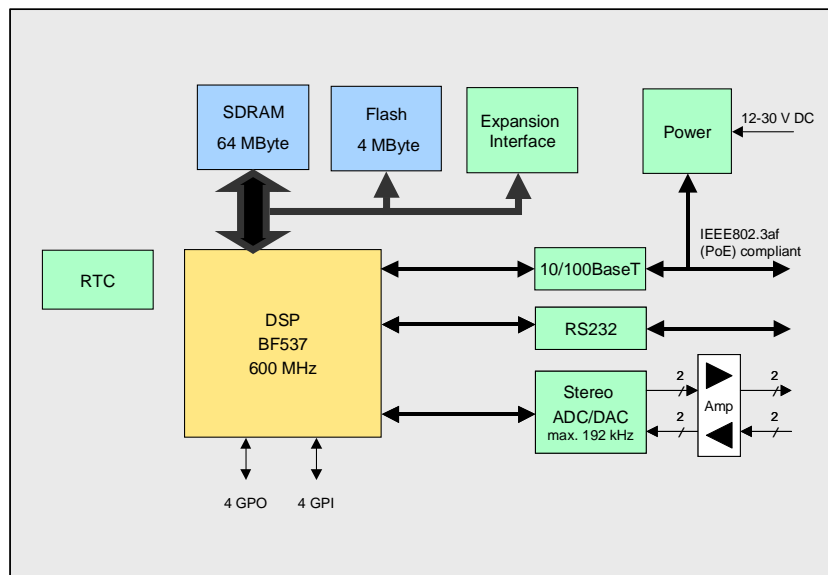 SDRAM
64 MByte
Flash
4 MByte
Expansion
Interface
Power
12-30 V DC
IEEE802.3af
(PoE) compliant
RTC
10/100BaseT
DSP
BF537
600 MHz
RS232
Stereo
ADC/DAC
max. 192 kHz
2
2
Amp
2
2
4 GPO
4 GPI